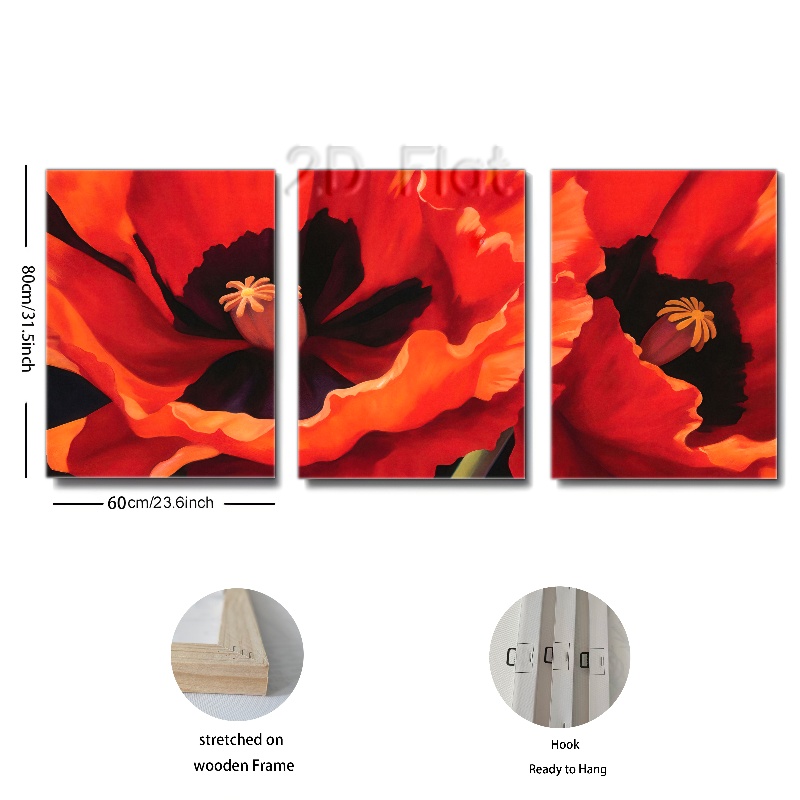 2D Flat
80cm/31.5inch
60cm/23.6inch
stretched on
wooden Frame
Hook
Ready to Hang